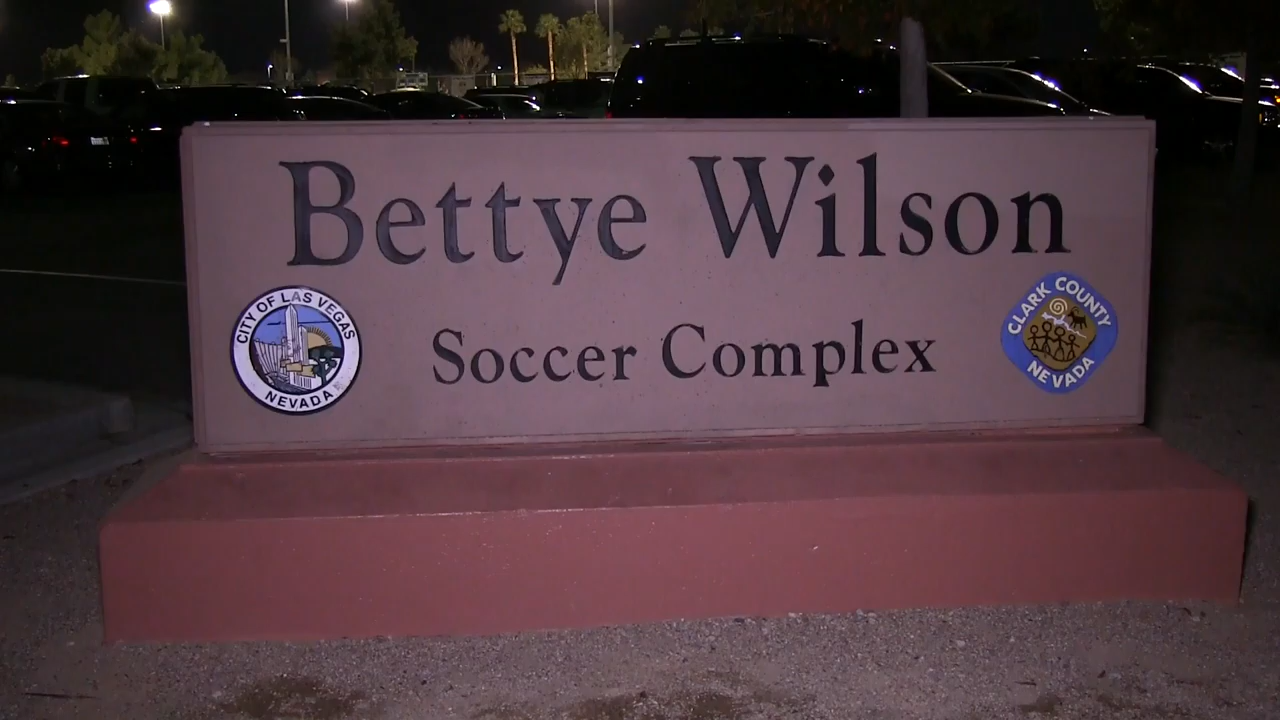 Bettye Wilson
Soccer Complex
CITY OF LAS VEGAS
NEVADA
CLARK COUNTY
NEVADA